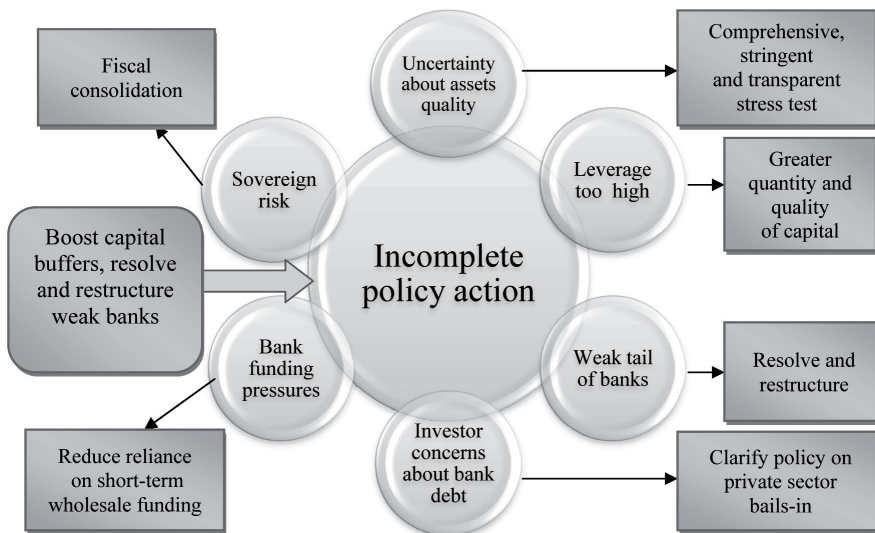 Fiscal
consolidation
Uncertainty
about assets
quality
Comprehensive,
stringent
and transparent
stress test
Sovereign
risk
Leverage
too high
Greater
quantity and
quality
of capital
Boost capital
buffers, resolve
and restructure
weak banks
Incomplete
policy action
Bank
funding
pressures
Weak tail
of banks
Resolve and
restructure
Reduce reliance
on short-term
wholesale funding
Investor
concerns
about bank
debt
Clarify policy on
private sector
bails-in